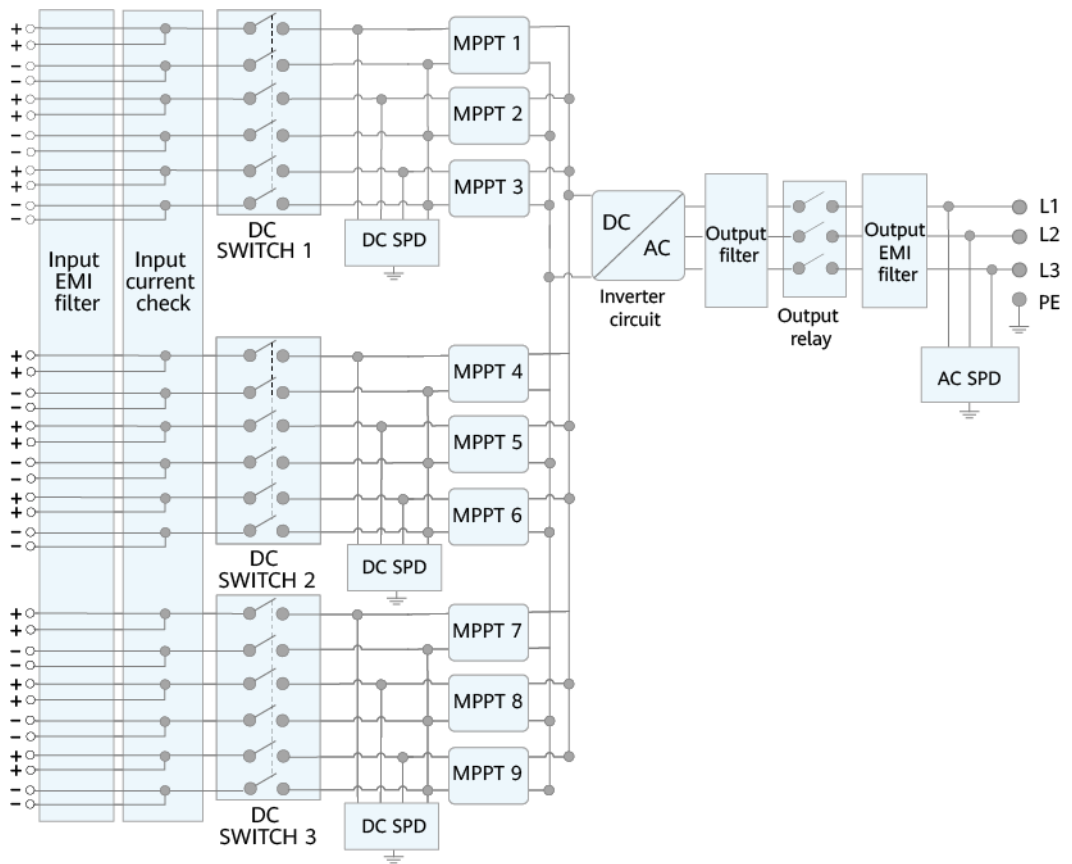 +
+
−
−
+
+
−
−
+
+
−
−
MPPT 1
MPPT 2
MPPT 3
DC
SWITCH 1
DC SPD
Input
EMI
filter
Input
current
check
DC
AC
Inverter
circuit
Output
filter
Output
relay
Output
EMI
filter
L1
L2
L3
PE
AC SPD
+
+
−
−
+
+
−
−
+
+
−
−
MPPT 4
MPPT 5
MPPT 6
DC
SWITCH 2
DC SPD
+
+
−
−
+
+
−
−
+
+
−
−
MPPT 7
MPPT 8
MPPT 9
DC
SWITCH 3
DC SPD